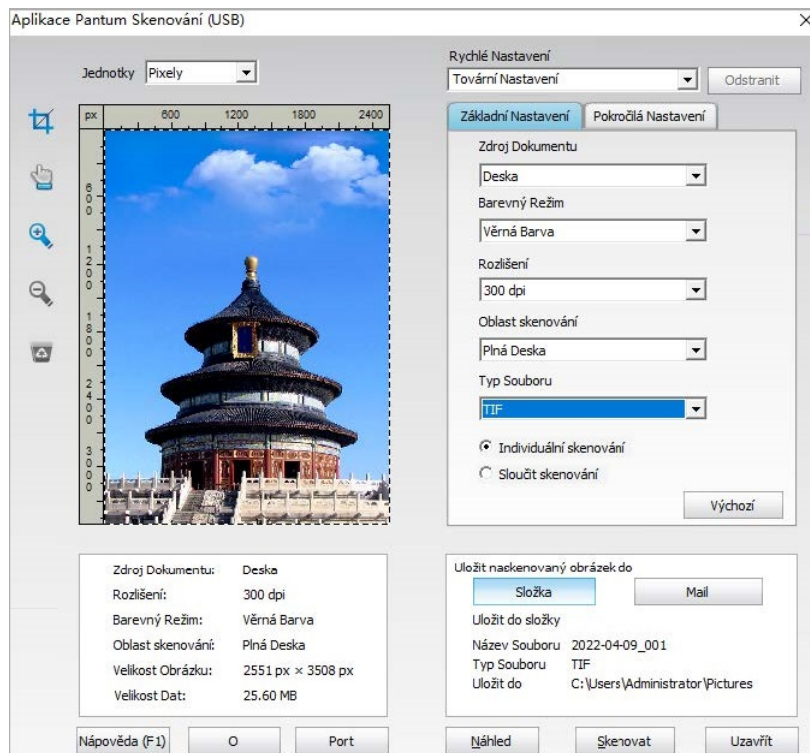 Aplikace Pantum Skenování (USB)
Jednotky Pixely
Rychlé Nastavení
Tovární Nastavení Odstranit
px 600 1200 1800 2400
600
1200
1800
2400
3000
Základní Nastavení Pokročilá Nastavení
Zdroj Dokumentu
Deska
Barevný Režim
Věrná Barva
Rozlišení
300 dpi
Oblast skenování
Plná Deska
Typ Souboru
TIF
Individuální skenování
Sloučit skenování
Výchozí
Zdroj Dokumentu: Deska
Rozlišení: 300 dpi
Barevný Režim: Věrná Barva
Oblast skenování: Plná Deska
Velikost Obrázku: 2551 px × 3508 px
Velikost Dat: 25.60 MB
Uložit naskenovaný obrázek do
Složka Mail
Uložit do složky
Název Souboru 2022-04-09_001
Typ Souboru TIF
Uložit do C:\Users\Administrator\Pictures
Nápověda (F1) O Port Náhled Skenovat Uzavřít